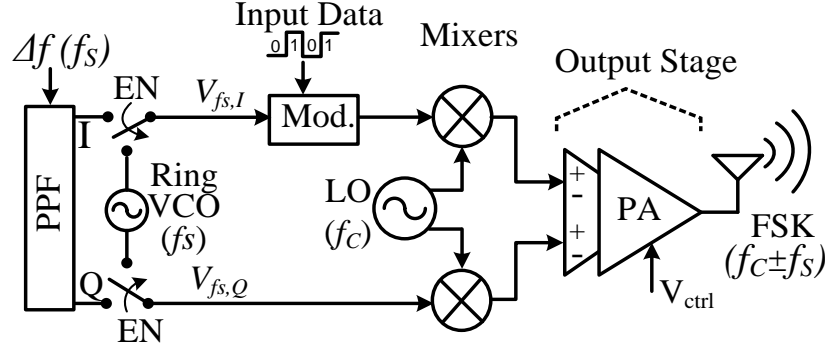 Input Data
0 1 0 1
Mixers
Δf (fS)
EN
Vfs,I
Output Stage
I
Mod.
PPF
Ring
VCO
(fS)
LO
(fC)
+
-
+
-
PA
FSK
(fC±fS)
Q
Vfs,Q
EN
Vctrl